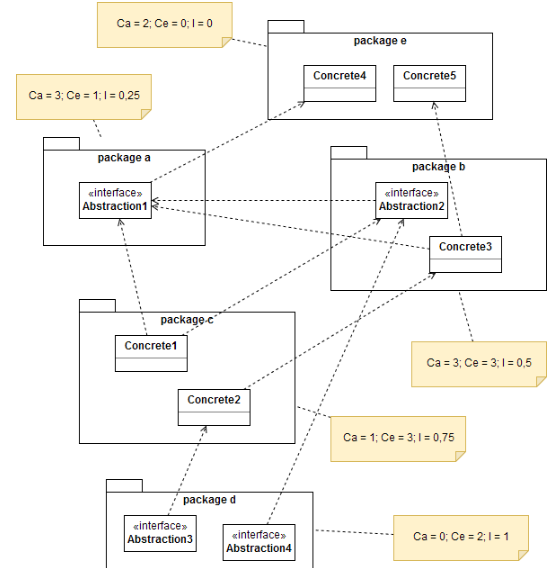 Ca = 2; Ce = 0; I = 0
package e
Concrete4
Concrete5
Ca = 3; Ce = 1; I = 0,25
package a
«interface»
Abstraction1
package b
«interface»
Abstraction2
Concrete3
package c
Concrete1
Concrete2
Ca = 3; Ce = 3; I = 0,5
Ca = 1; Ce = 3; I = 0,75
package d
«interface»
Abstraction3
«interface»
Abstraction4
Ca = 0; Ce = 2; I = 1